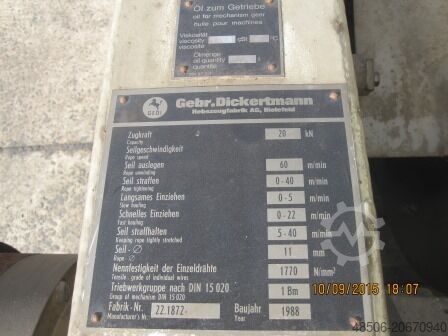 Öl zum Getriebe
oil for mechanism gear
huile pour machines
Viskosität
viscosity
viscosite
cSt °C
Ölmenge
oil quantity
quantité
GEDI
Gebr. Dickertmann
Hebezeugfabrik AG, Bielefeld
Zugkraft 20 kN
Capacity
Seilgeschwindigkeit
Rope speed
Seil auslegen 60 m/min
Rope unwinding
Seil straffen 0-40 m/min
Rope tightening
Langsames Einziehen 0-5 m/min
Slow hauling
Schnelles Einziehen 0-22 m/min
Fast hauling
Seil straffhalten 5-40 m/min
Keeping rope tightly stretched
Seil-Ø 11 mm
Rope-Ø
Nennfestigkeit der Einzeldrähte 1770 N/mm²
Tensile - grade of individual wires
Triebwerkgruppe nach DIN 15 020 1 Bm
Group of mechanism DIN 15 020
Fabrik-Nr. 22.1872- Baujahr 1988
10/09/2015 18:07
48506-20670940